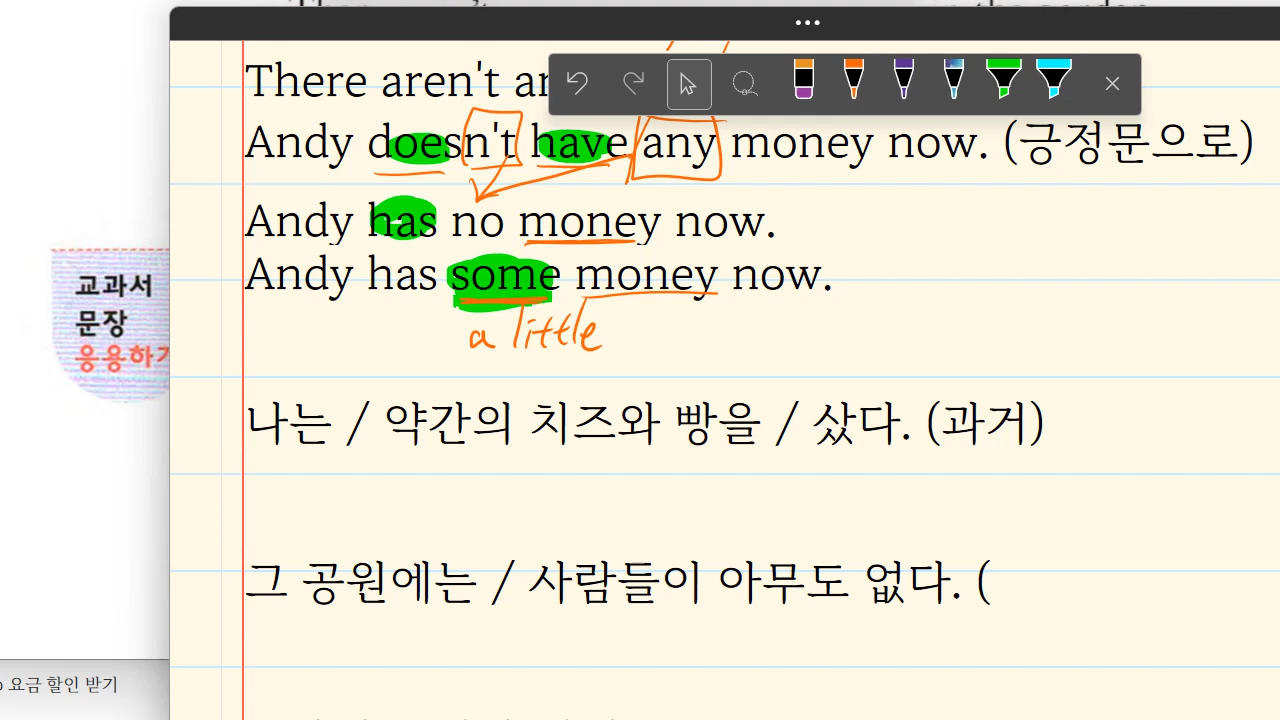 There aren't
Andy doesn't have any money now. (긍정문으로)
Andy has no money now.
Andy has some money now.
a little
교과서
문장
응용하기
나는 / 약간의 치즈와 빵을 / 샀다. (과거)
그 공원에는 / 사람들이 아무도 없다. (
요금 할인 받기